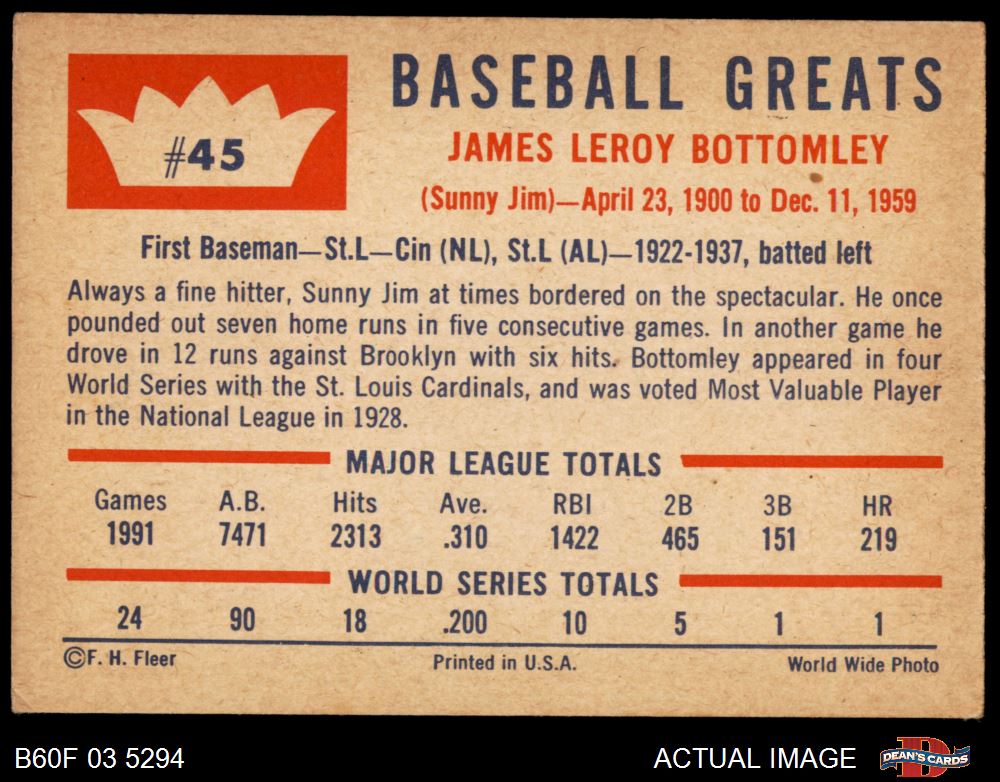 #45
BASEBALL GREATS
JAMES LEROY BOTTOMLEY
(Sunny Jim)—April 23, 1900 to Dec. 11, 1959
First Baseman—St.L—Cin (NL), St.L (AL)—1922-1937, batted left
Always a fine hitter, Sunny Jim at times bordered on the spectacular. He once
pounded out seven home runs in five consecutive games. In another game he
drove in 12 runs against Brooklyn with six hits. Bottomley appeared in four
World Series with the St. Louis Cardinals, and was voted Most Valuable Player
in the National League in 1928.
MAJOR LEAGUE TOTALS
Games A.B. Hits Ave. RBI 2B 3B HR
1991 7471 2313 .310 1422 465 151 219
WORLD SERIES TOTALS
24 90 18 .200 10 5 1 1
©F. H. Fleer Printed in U.S.A. World Wide Photo
B60F 03 5294 ACTUAL IMAGE D DEAN'S CARDS